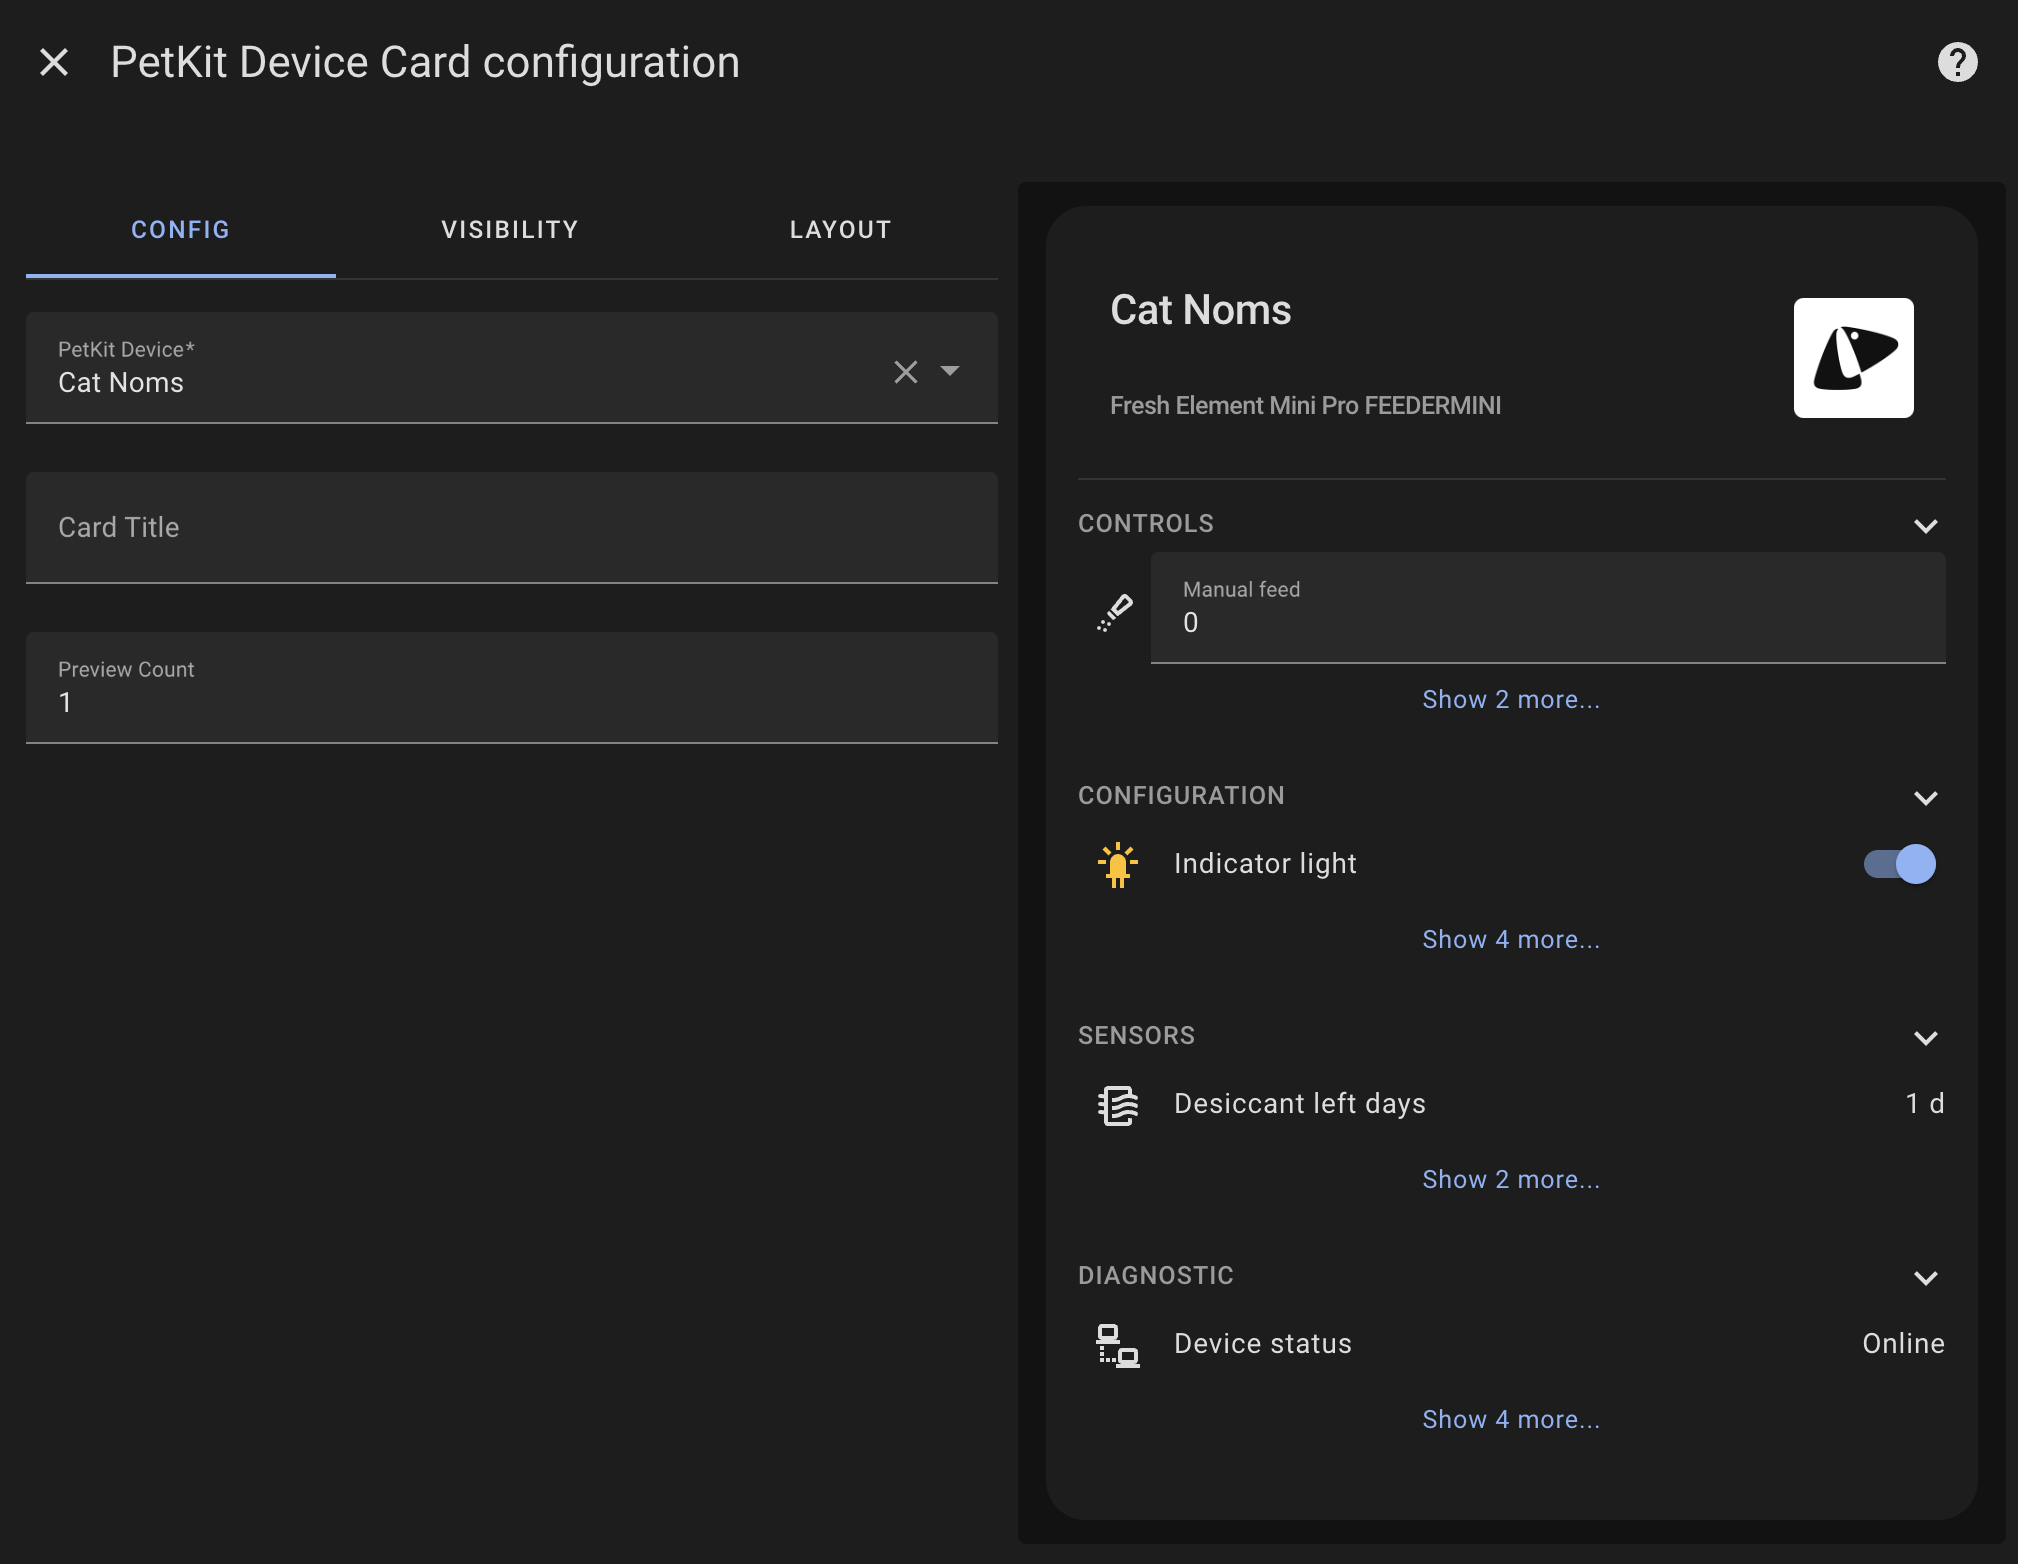 PetKit Device Card configuration
CONFIG
VISIBILITY
LAYOUT
PetKit Device*
Cat Noms
Card Title
Preview Count
1
Cat Noms
Fresh Element Mini Pro FEEDERMINI
CONTROLS
Manual feed
0
Show 2 more...
CONFIGURATION
Indicator light
Show 4 more...
SENSORS
Desiccant left days
1 d
Show 2 more...
DIAGNOSTIC
Device status
Online
Show 4 more...